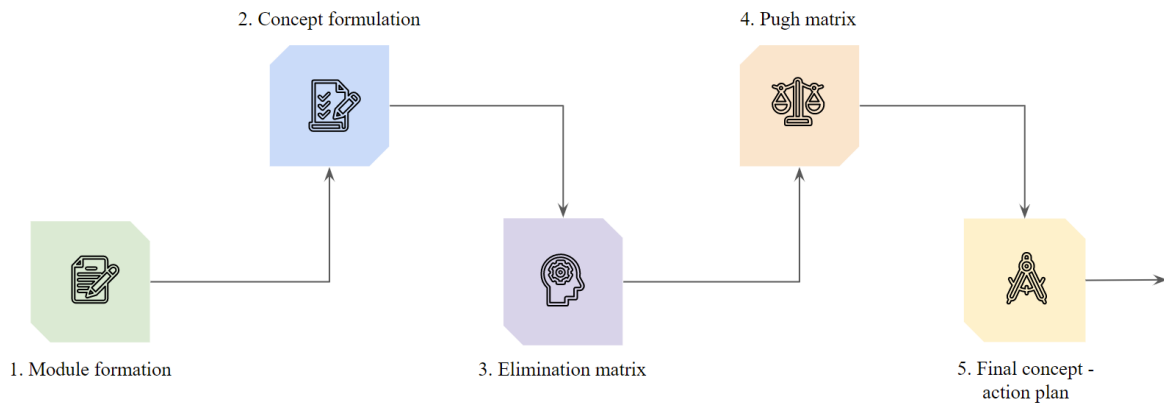 1. Module formation
2. Concept formulation
3. Elimination matrix
4. Pugh matrix
5. Final concept -
action plan